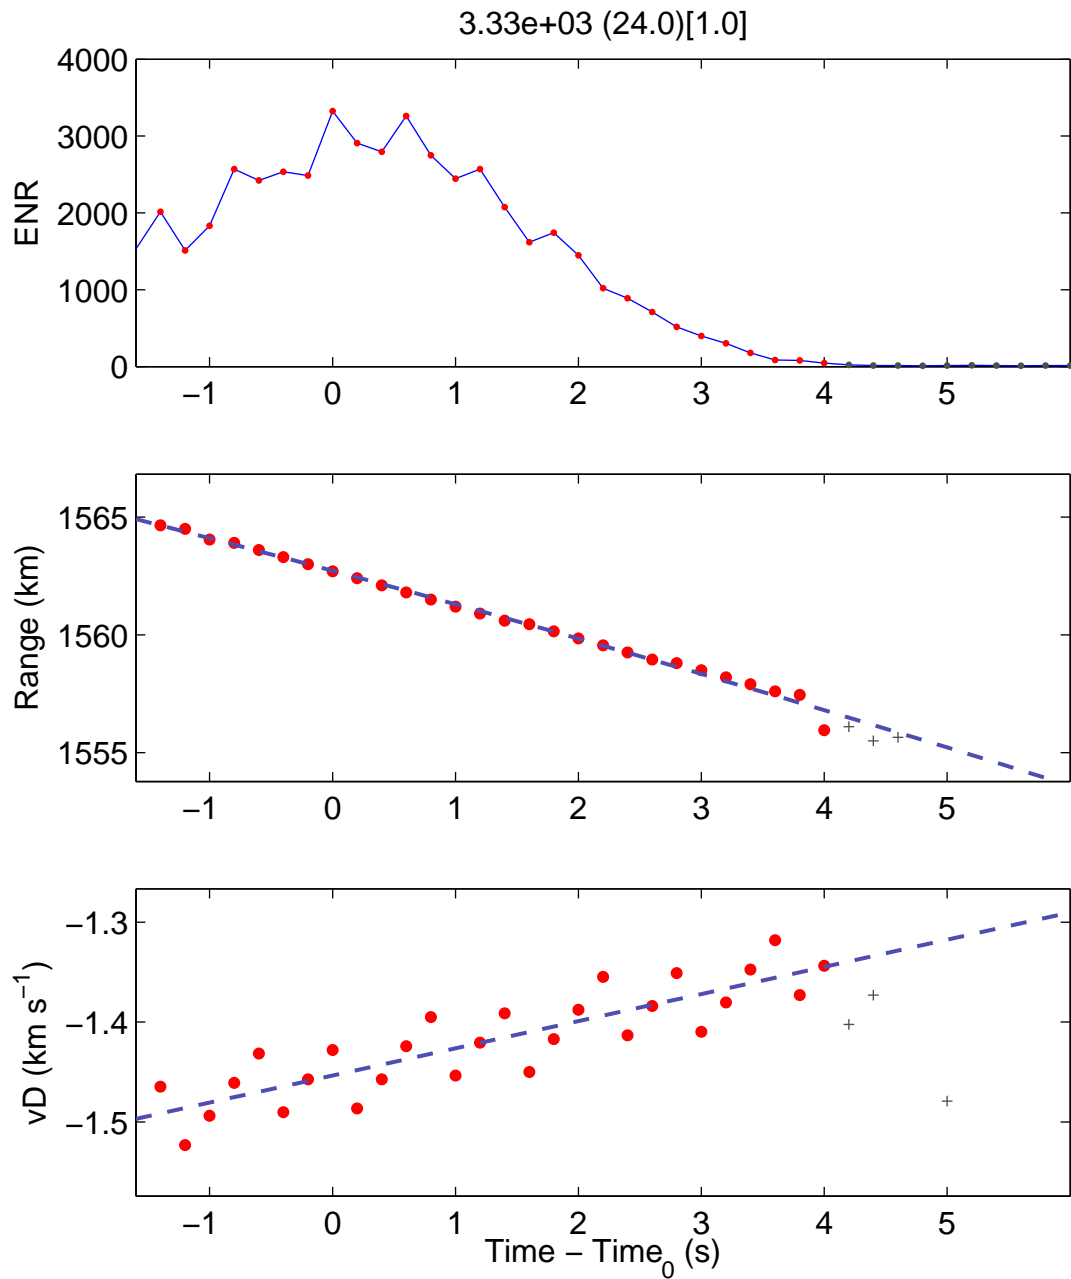 3.33e+03 (24.0)[1.0]
4000
3000
2000
1000
0
ENR
−1 0 1 2 3 4 5
1565
1560
1555
Range (km)
−1 0 1 2 3 4 5
−1.3
−1.4
−1.5
vD (km s−1)
−1 0 1 2 3 4 5
Time − Time0 (s)